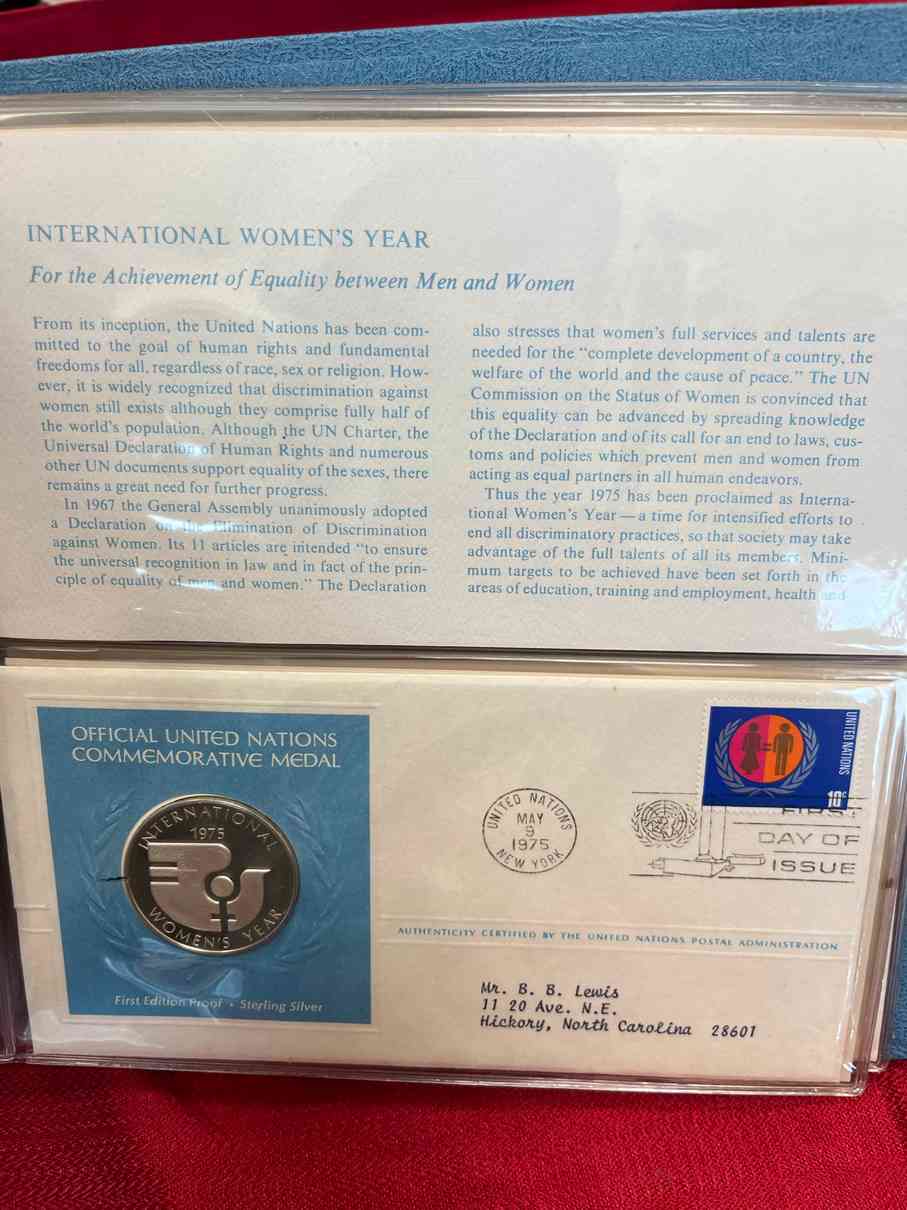 INTERNATIONAL WOMEN'S YEAR
For the Achievement of Equality between Men and Women
From its inception, the United Nations has been com-
mitted to the goal of human rights and fundamental
freedoms for all, regardless of race, sex or religion. How-
ever, it is widely recognized that discrimination against
women still exists although they comprise fully half of
the world's population. Although the UN Charter, the
Universal Declaration of Human Rights and numerous
other UN documents support equality of the sexes, there
remains a great need for further progress.
In 1967 the General Assembly unanimously adopted
a Declaration on the Elimination of Discrimination
against Women. Its 11 articles are intended "to ensure
the universal recognition in law and in fact of the prin-
ciple of equality of men and women." The Declaration
also stresses that women's full services and talents are
needed for the "complete development of a country, the
welfare of the world and the cause of peace." The UN
Commission on the Status of Women is convinced that
this equality can be advanced by spreading knowledge
of the Declaration and of its call for an end to laws, cus-
toms and policies which prevent men and women from
acting as equal partners in all human endeavors.
Thus the year 1975 has been proclaimed as Interna-
tional Women's Year — a time for intensified efforts to
end all discriminatory practices, so that society may take
advantage of the full talents of all its members. Mini-
mum targets to be achieved have been set forth in the
areas of education, training and employment, health and
OFFICIAL UNITED NATIONS
COMMEMORATIVE MEDAL
INTERNATIONAL
1975
WOMEN'S YEAR
First Edition Proof • Sterling Silver
UNITED NATIONS
MAY
9
1975
NEW YORK
UNITED NATIONS
10c
FIRST
DAY OF
ISSUE
AUTHENTICITY CERTIFIED BY THE UNITED NATIONS POSTAL ADMINISTRATION
Mr. B. B. Lewis
11 20 Ave. N.E.
Hickory, North Carolina 28601